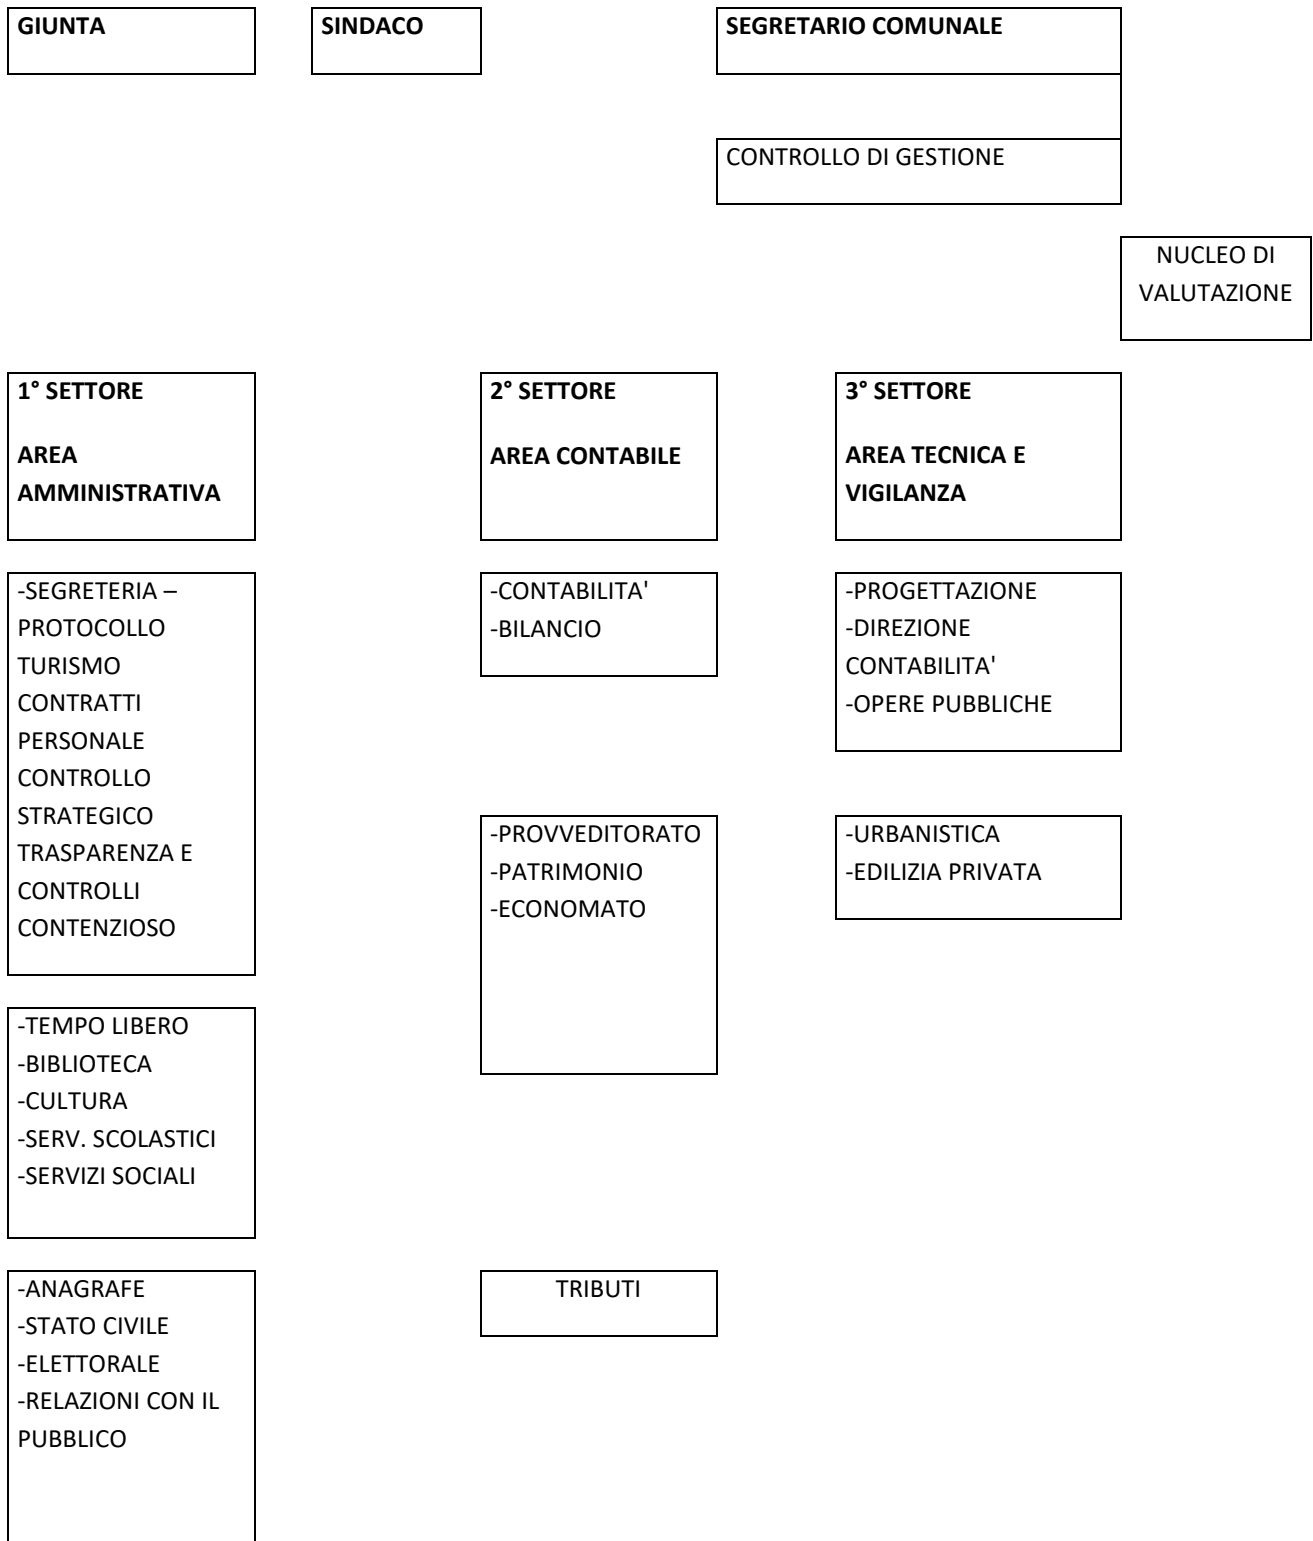 GIUNTA
SINDACO
SEGRETARIO COMUNALE
CONTROLLO DI GESTIONE
NUCLEO DI
VALUTAZIONE
1° SETTORE
AREA
AMMINISTRATIVA
2° SETTORE
AREA CONTABILE
3° SETTORE
AREA TECNICA E
VIGILANZA
-SEGRETERIA –
PROTOCOLLO
TURISMO
CONTRATTI
PERSONALE
CONTROLLO
STRATEGICO
TRASPARENZA E
CONTROLLI
CONTENZIOSO
-CONTABILITA'
-BILANCIO
-PROGETTAZIONE
-DIREZIONE
CONTABILITA'
-OPERE PUBBLICHE
-PROVVEDITORATO
-PATRIMONIO
-ECONOMATO
-URBANISTICA
-EDILIZIA PRIVATA
-TEMPO LIBERO
-BIBLIOTECA
-CULTURA
-SERV. SCOLASTICI
-SERVIZI SOCIALI
-ANAGRAFE
-STATO CIVILE
-ELETTORALE
-RELAZIONI CON IL
PUBBLICO
TRIBUTI